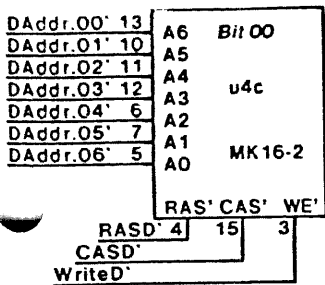 DAddr.00' 13 A6 Bit 00
DAddr.01' 10 A5
DAddr.02' 11 A4
DAddr.03' 12 A3 u4c
DAddr.04' 6 A2
DAddr.05' 7 A1 MK16-2
DAddr.06' 5 A0
RAS' CAS' WE'
RASD' 4 15 3
CASD'
WriteD'